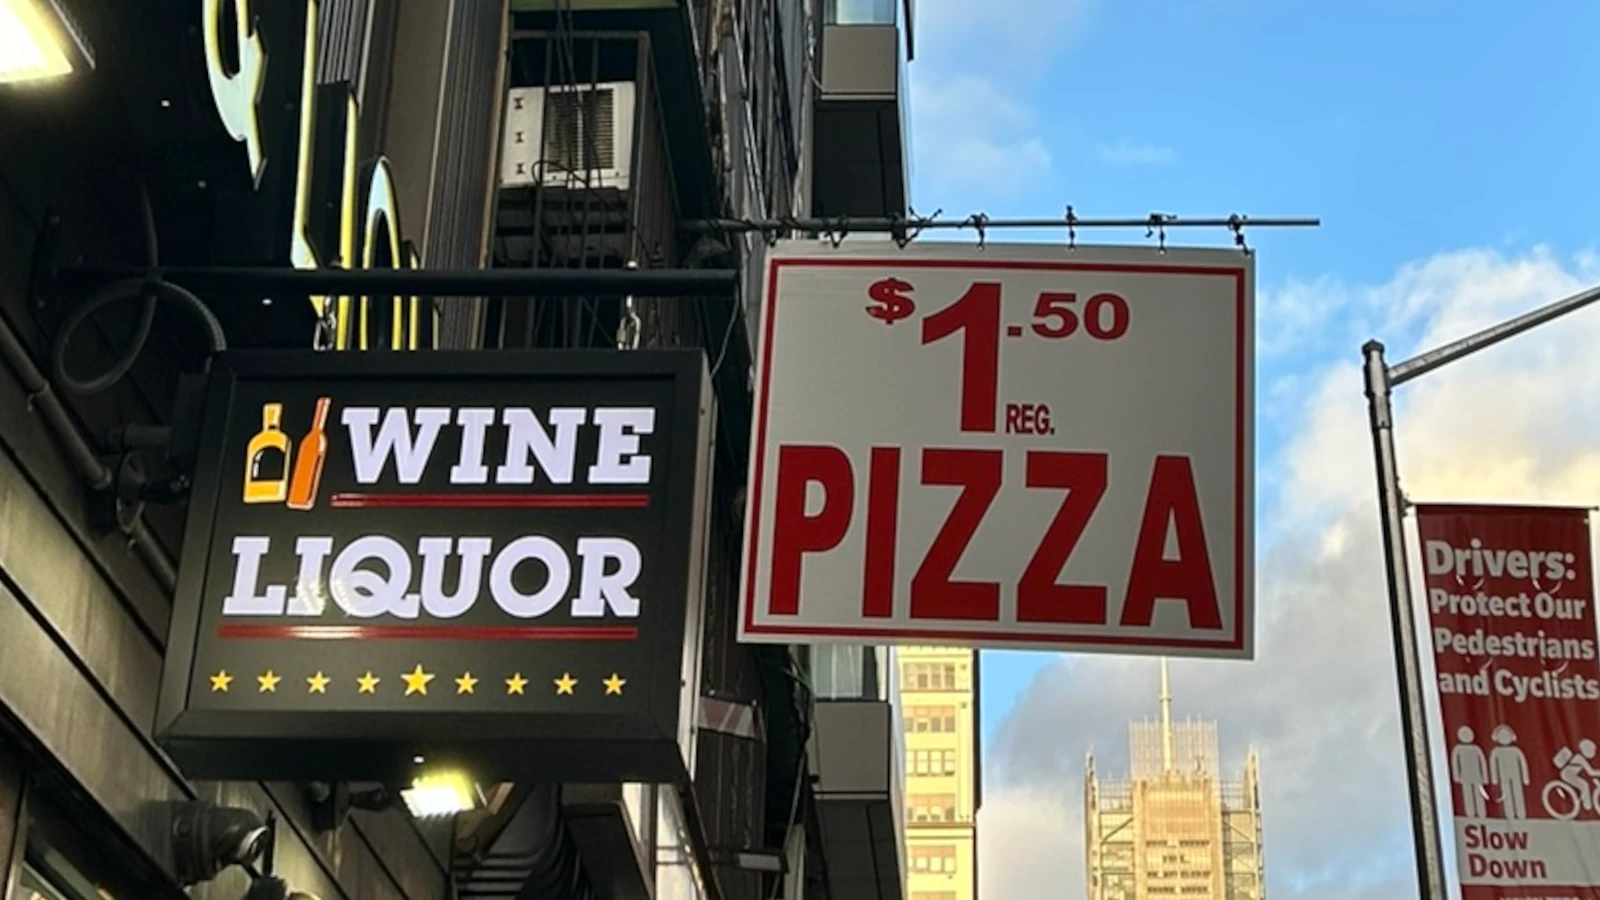 WINE
LIQUOR
$1.50
REG.
PIZZA
Drivers:
Protect Our
Pedestrians
and Cyclists
Slow
Down